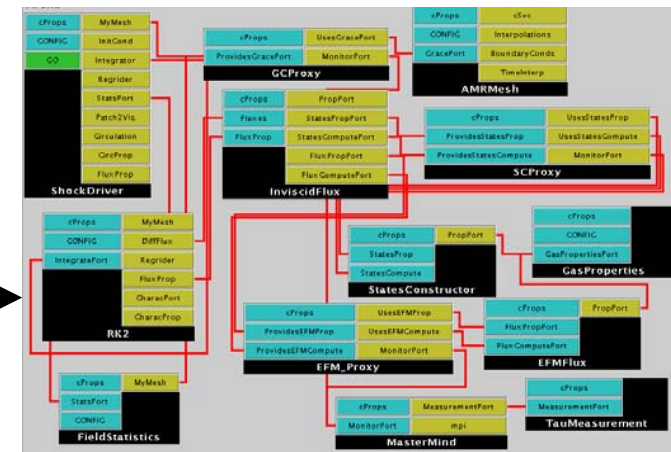 cProps MyMesh
CONFIG InitCond
GO Integrator
Regrider
StatsPort
Patch2Vis.
Circulation
CircProp
FluxProp
ShockDriver
cProps UsesGracePort
ProvidesGracePort MonitorPort
GCProxy
cProps cSvc
CONFIG Interpolations
GracePort BoundaryConds
TimeInterp
AMRMesh
cProps PropPort
Fluxes StatesPropPort
FluxProp StatesComputePort
FluxPropPort
FluxComputePort
InviscidFlux
cProps UsesStatesProp
ProvidesStatesProp UsesStatesCompute
ProvidesStatesCompute MonitorPort
SCProxy
cProps MyMesh
CONFIG DiffFlux
IntegratePort Regrider
FluxProp
CharacPort
CharacProp
RK2
cProps PropPort
StatesProp
StatesCompute
StatesConstructor
cProps
CONFIG
GasPropertiesPort
GasProperties
cProps UsesEFMProp
ProvidesEFMProp UsesEFMCompute
ProvidesEFMCompute MonitorPort
EFM_Proxy
cProps PropPort
FluxPropPort
FluxComputePort
EFMFlux
cProps MyMesh
StatsPort
CONFIG
FieldStatistics
cProps MeasurementPort
MonitorPort mpi
MasterMind
cProps
MeasurementPort
TauMeasurement